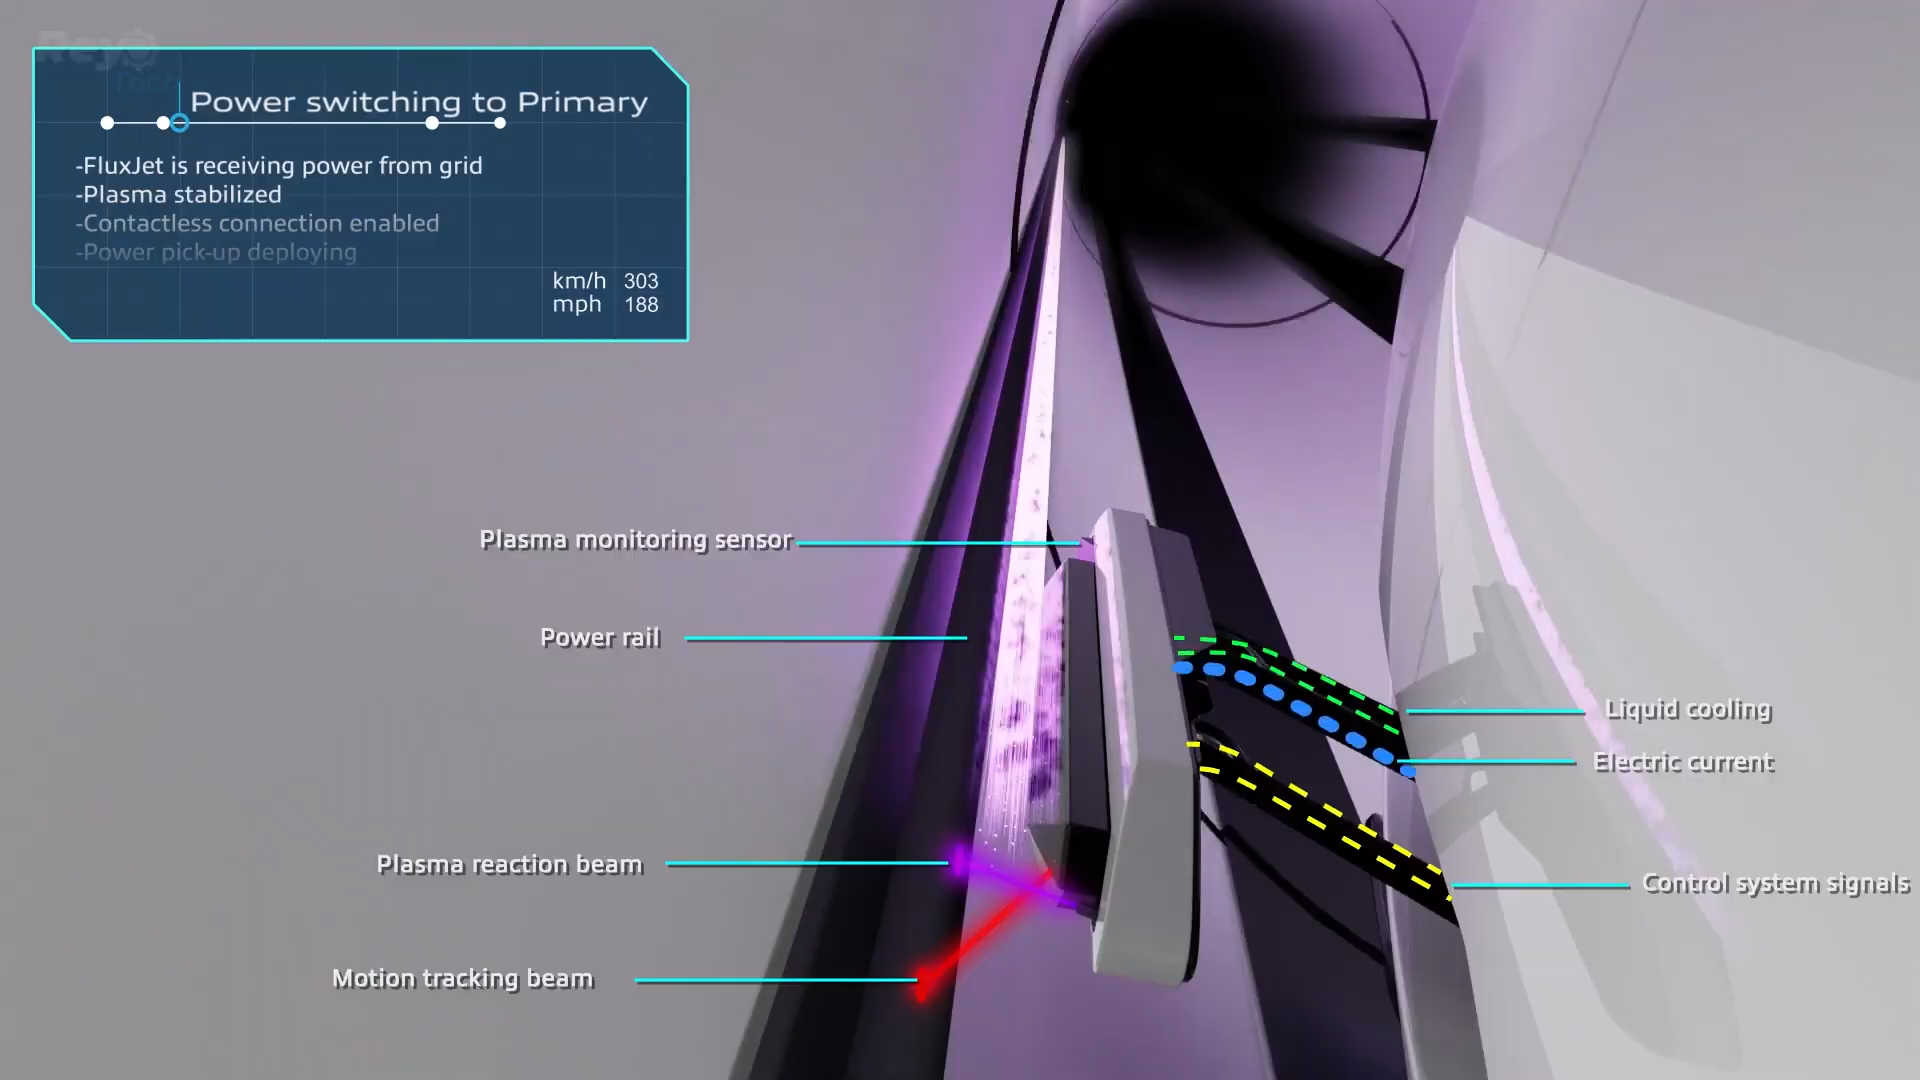 Reyo
Tech
Power switching to Primary
-FluxJet is receiving power from grid
-Plasma stabilized
-Contactless connection enabled
-Power pick-up deploying
km/h 303
mph 188
Plasma monitoring sensor
Power rail
Liquid cooling
Electric current
Plasma reaction beam
Control system signals
Motion tracking beam